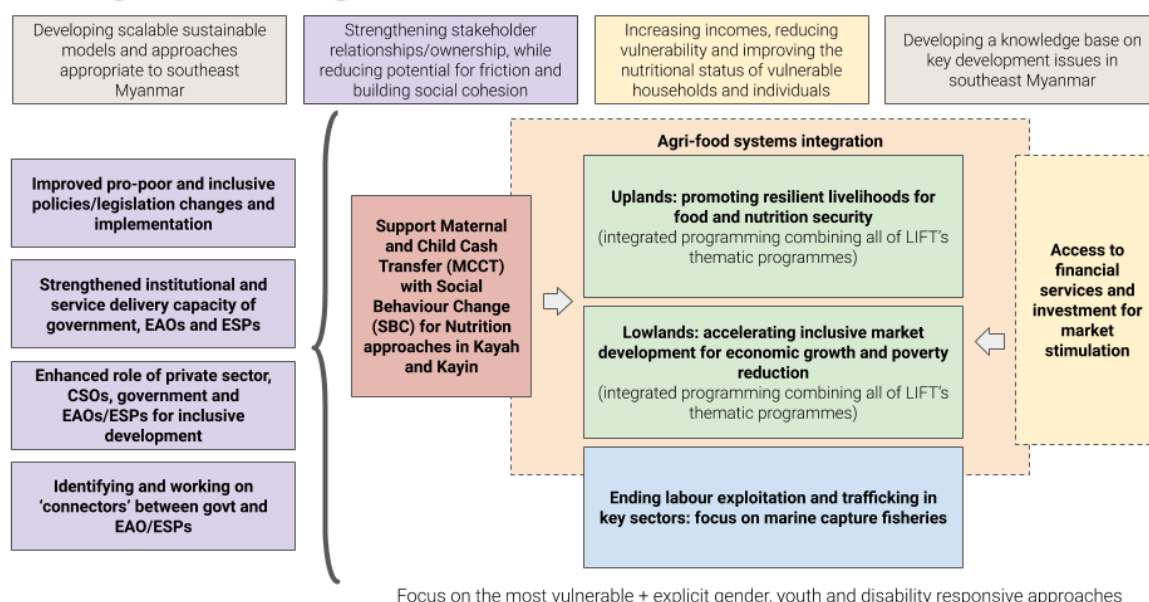 Developing scalable sustainable
models and approaches
appropriate to southeast
Myanmar
Strengthening stakeholder
relationships/ownership, while
reducing potential for friction and
building social cohesion
Increasing incomes, reducing
vulnerability and improving the
nutritional status of vulnerable
households and individuals
Developing a knowledge base on
key development issues in
southeast Myanmar
Improved pro-poor and inclusive
policies/legislation changes and
implementation
Strengthened institutional and
service delivery capacity of
government, EAOs and ESPs
Enhanced role of private sector,
CSOs, government and
EAOs/ESPs for inclusive
development
Identifying and working on
‘connectors’ between govt and
EAO/ESPs
Support Maternal
and Child Cash
Transfer (MCCT)
with Social
Behaviour Change
(SBC) for Nutrition
approaches in Kayah
and Kayin
Agri-food systems integration
Uplands: promoting resilient livelihoods for
food and nutrition security
(integrated programming combining all of LIFT’s
thematic programmes)
Lowlands: accelerating inclusive market
development for economic growth and poverty
reduction
(integrated programming combining all of LIFT’s
thematic programmes)
Ending labour exploitation and trafficking in
key sectors: focus on marine capture fisheries
Access to
financial
services and
investment for
market
stimulation
Focus on the most vulnerable + explicit gender, youth and disability responsive approaches